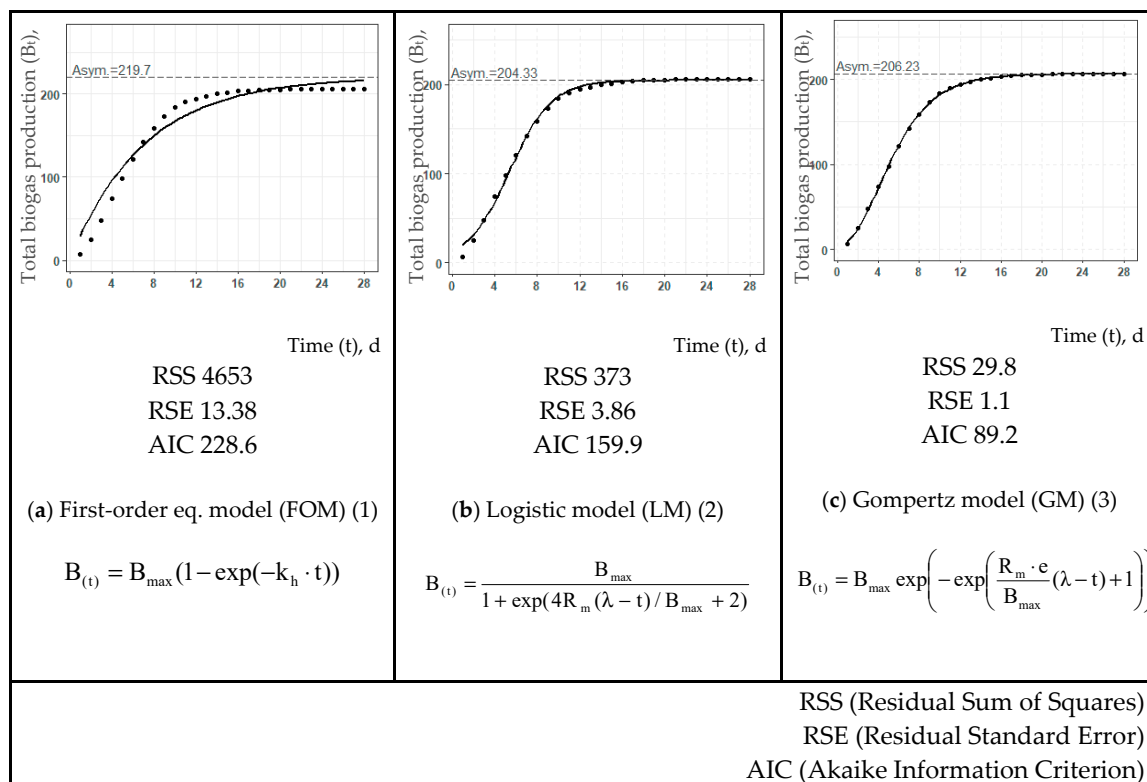 Total biogas production (Bt),
Asym.=219.7
200
100
0
0 4 8 12 16 20 24 28
Time (t), d
RSS 4653
RSE 13.38
AIC 228.6
(a) First-order eq. model (FOM) (1)
B(t) = Bmax(1−exp(−kh · t))
Total biogas production (Bt),
Asym.=204.33
200
100
0
0 4 8 12 16 20 24 28
Time (t), d
RSS 373
RSE 3.86
AIC 159.9
(b) Logistic model (LM) (2)
B(t) = Bmax / 1 + exp(4Rm(λ − t) / Bmax + 2)
Total biogas production (Bt),
Asym.=206.23
200
400
0
0 4 8 12 16 20 24 28
Time (t), d
RSS 29.8
RSE 1.1
AIC 89.2
(c) Gompertz model (GM) (3)
B(t) = Bmax exp(−exp(Rm · e / Bmax (λ − t) + 1))
RSS (Residual Sum of Squares)
RSE (Residual Standard Error)
AIC (Akaike Information Criterion)